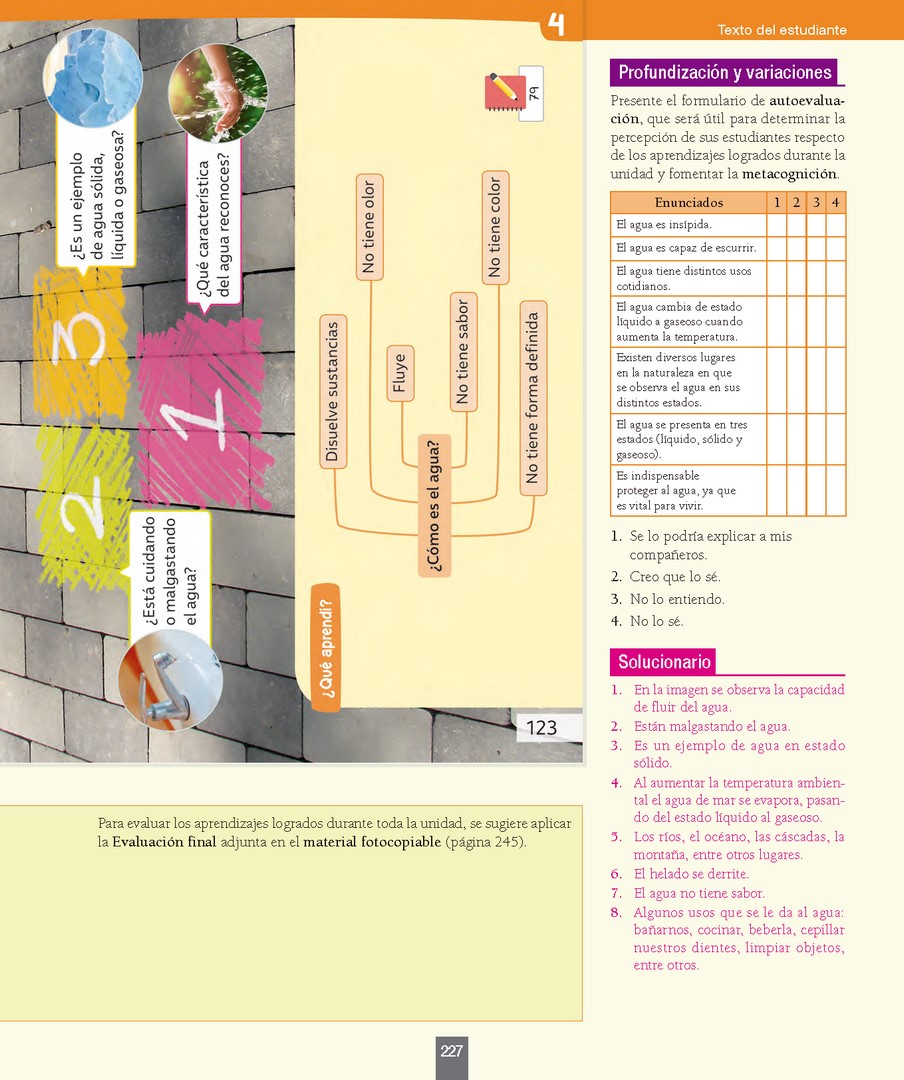 4
Texto del estudiante
¿Es un ejemplo
de agua sólida,
líquida o gaseosa?
¿Qué característica
del agua reconoces?
3
2
1
¿Está cuidando
o malgastando
el agua?
79
¿Qué aprendí?
¿Cómo es el agua?
Disuelve sustancias
No tiene olor
Fluye
No tiene sabor
No tiene color
No tiene forma definida
123
Para evaluar los aprendizajes logrados durante toda la unidad, se sugiere aplicar
la Evaluación final adjunta en el material fotocopiable (página 245).
Profundización y variaciones
Presente el formulario de autoevalua-
ción, que será útil para determinar la
percepción de sus estudiantes respecto
de los aprendizajes logrados durante la
unidad y fomentar la metacognición.
Enunciados 1 2 3 4
El agua es insípida.
El agua es capaz de escurrir.
El agua tiene distintos usos
cotidianos.
El agua cambia de estado
líquido a gaseoso cuando
aumenta la temperatura.
Existen diversos lugares
en la naturaleza en que
se observa el agua en sus
distintos estados.
El agua se presenta en tres
estados (líquido, sólido y
gaseoso).
Es indispensable
proteger al agua, ya que
es vital para vivir.
1. Se lo podría explicar a mis
compañeros.
2. Creo que lo sé.
3. No lo entiendo.
4. No lo sé.
Solucionario
1. En la imagen se observa la capacidad
de fluir del agua.
2. Están malgastando el agua.
3. Es un ejemplo de agua en estado
sólido.
4. Al aumentar la temperatura ambien-
tal el agua de mar se evapora, pasan-
do del estado líquido al gaseoso.
5. Los ríos, el océano, las cáscadas, la
montaña, entre otros lugares.
6. El helado se derrite.
7. El agua no tiene sabor.
8. Algunos usos que se le da al agua:
bañarnos, cocinar, beberla, cepillar
nuestros dientes, limpiar objetos,
entre otros.
227